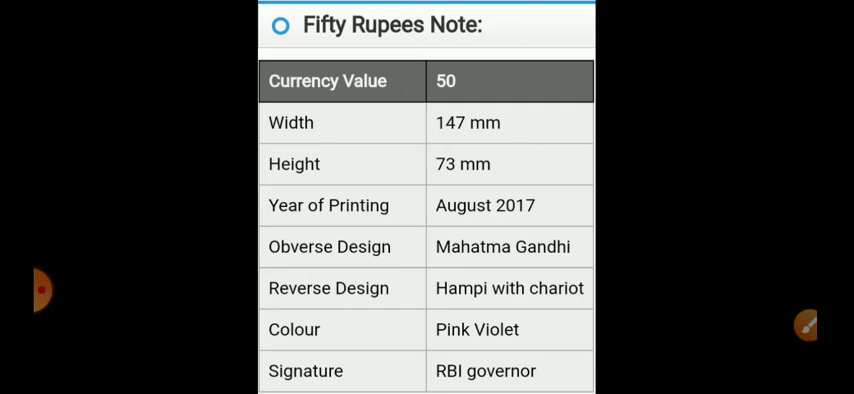 Fifty Rupees Note:
Currency Value 50
Width 147 mm
Height 73 mm
Year of Printing August 2017
Obverse Design Mahatma Gandhi
Reverse Design Hampi with chariot
Colour Pink Violet
Signature RBI governor